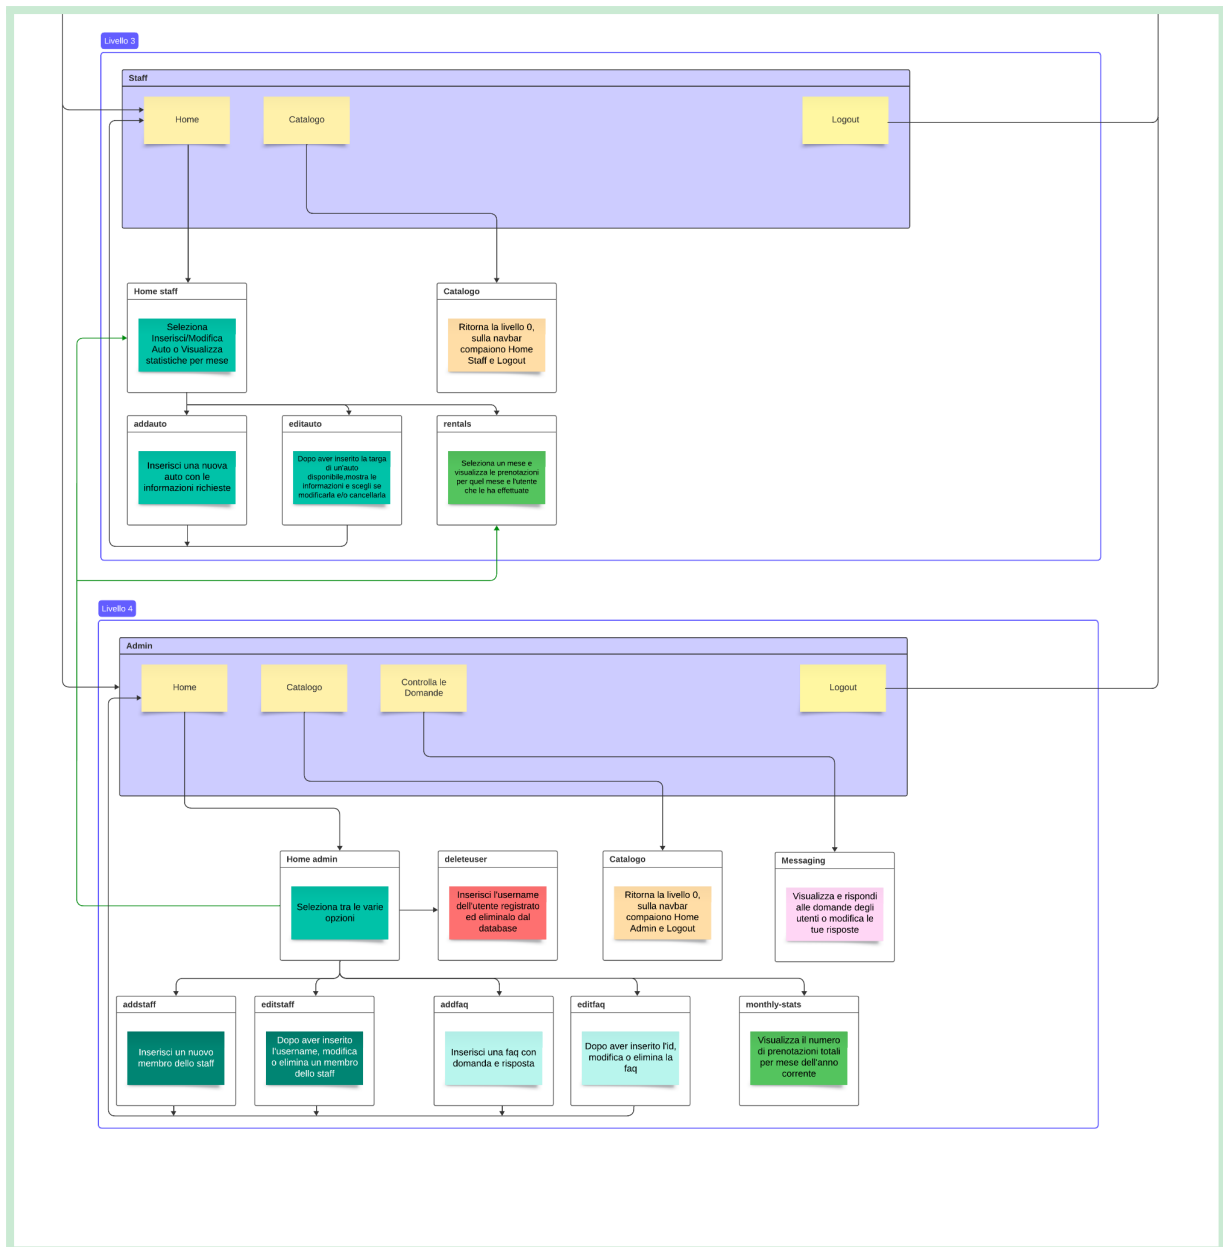 Livello 3
Staff
Home
Catalogo
Logout
Home staff
Seleziona
Inserisci/Modifica
Auto o Visualizza
statistiche per mese
Catalogo
Ritorna la livello 0,
sulla navbar
compaiono Home
Staff e Logout
addauto
Inserisci una nuova
auto con le
informazioni richieste
editauto
Dopo aver inserito la targa
di un'auto
disponibile,mostra le
informazioni e scegli se
modificarla e/o cancellarla
rentals
Seleziona un mese e
visualizza le prenotazioni
per quel mese e l'utente
che le ha effettuate
Livello 4
Admin
Home
Catalogo
Controlla le
Domande
Logout
Home admin
Seleziona tra le varie
opzioni
deleteuser
Inserisci l'username
dell'utente registrato
ed eliminalo dal
database
Catalogo
Ritorna la livello 0,
sulla navbar
compaiono Home
Admin e Logout
Messaging
Visualizza e rispondi
alle domande degli
utenti o modifica le
tue risposte
addstaff
Inserisci un nuovo
membro dello staff
editstaff
Dopo aver inserito
l'username, modifica
o elimina un membro
dello staff
addfaq
Inserisci una faq con
domanda e risposta
editfaq
Dopo aver inserito l'id,
modifica o elimina la
faq
monthly-stats
Visualizza il numero
di prenotazioni totali
per mese dell'anno
corrente